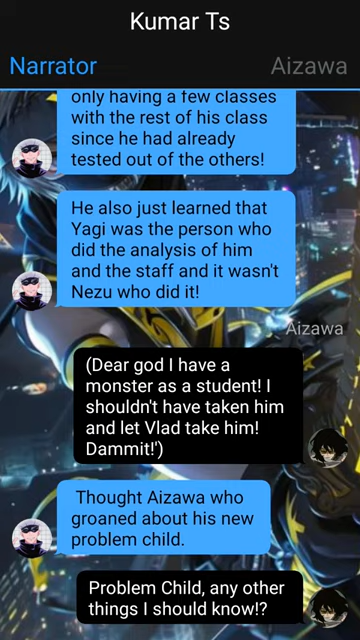 Kumar Ts
Narrator
Aizawa
only having a few classes
with the rest of his class
since he had already
tested out of the others!
He also just learned that
Yagi was the person who
did the analysis of him
and the staff and it wasn't
Nezu who did it!
Aizawa
(Dear god I have a
monster as a student! I
shouldn't have taken him
and let Vlad take him!
Dammit!')
Thought Aizawa who
groaned about his new
problem child.
Problem Child, any other
things I should know!?